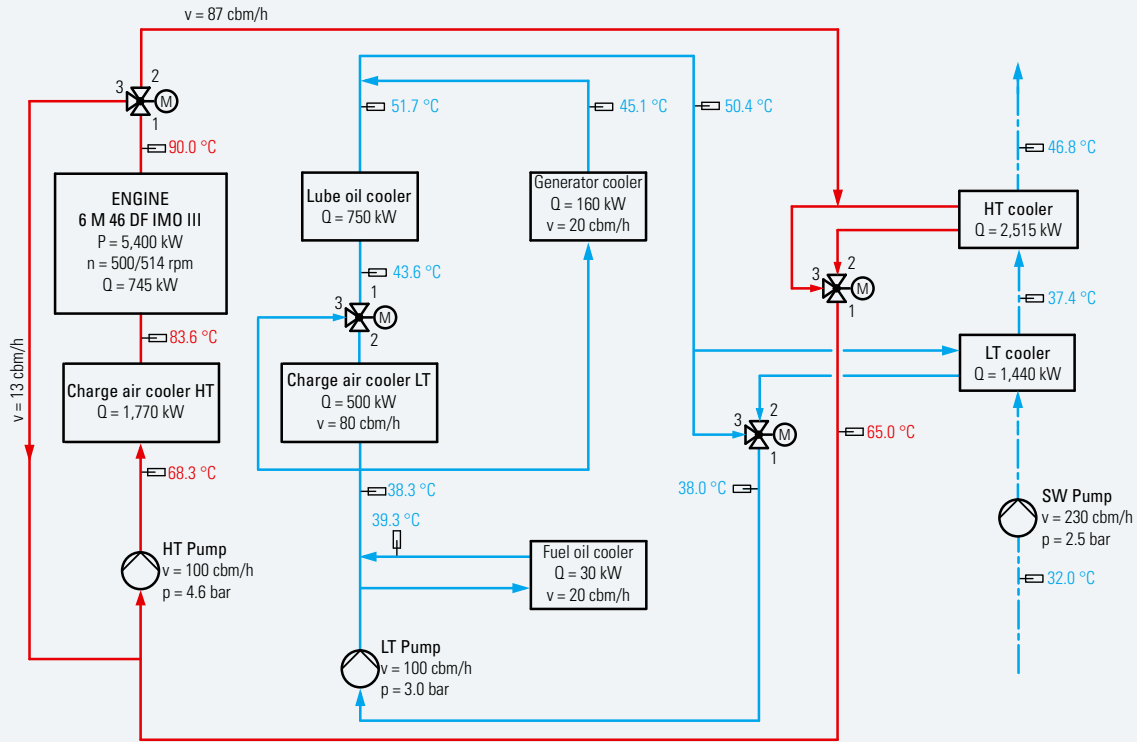 v = 87 cbm/h
3
2
M
1
90.0 °C
ENGINE
6 M 46 DF IMO III
P = 5,400 kW
n = 500/514 rpm
Q = 745 kW
83.6 °C
Charge air cooler HT
Q = 1,770 kW
v = 13 cbm/h
68.3 °C
HT Pump
v = 100 cbm/h
p = 4.6 bar
51.7 °C
Lube oil cooler
Q = 750 kW
43.6 °C
3
1
M
2
Charge air cooler LT
Q = 500 kW
v = 80 cbm/h
38.3 °C
39.3 °C
LT Pump
v = 100 cbm/h
p = 3.0 bar
45.1 °C
Generator cooler
Q = 160 kW
v = 20 cbm/h
Fuel oil cooler
Q = 30 kW
v = 20 cbm/h
50.4 °C
3
2
M
1
38.0 °C
3
2
M
1
65.0 °C
46.8 °C
HT cooler
Q = 2,515 kW
37.4 °C
LT cooler
Q = 1,440 kW
SW Pump
v = 230 cbm/h
p = 2.5 bar
32.0 °C